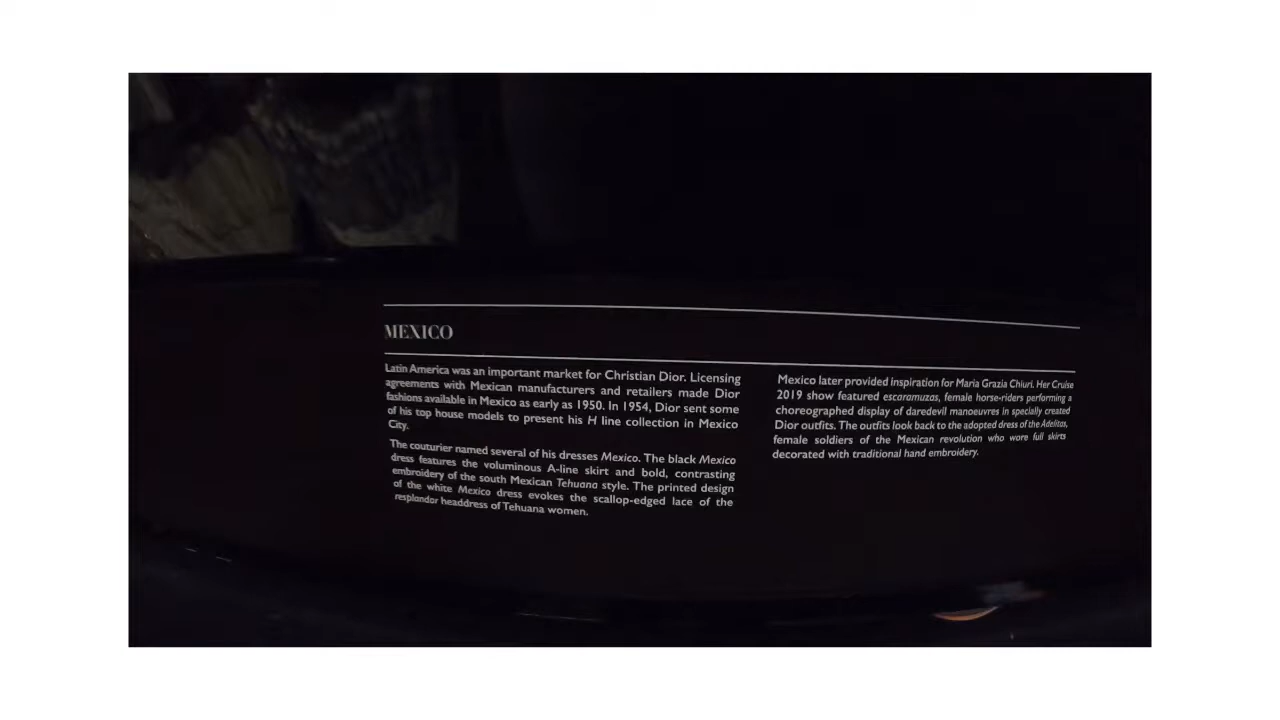 MEXICO
Latin America was an important market for Christian Dior. Licensing
agreements with Mexican manufacturers and retailers made Dior
fashions available in Mexico as early as 1950. In 1954, Dior sent some
of his top house models to present his H line collection in Mexico
City.
The couturier named several of his dresses Mexico. The black Mexico
dress features the voluminous A-line skirt and bold, contrasting
embroidery of the south Mexican Tehuana style. The printed design
of the white Mexico dress evokes the scallop-edged lace of the
resplandor headdress of Tehuana women.
Mexico later provided inspiration for Maria Grazia Chiuri. Her Cruise
2019 show featured escaramuzas, female horse-riders performing a
choreographed display of daredevil manoeuvres in specially created
Dior outfits. The outfits look back to the adopted dress of the Adelitas,
female soldiers of the Mexican revolution who wore full skirts
decorated with traditional hand embroidery.